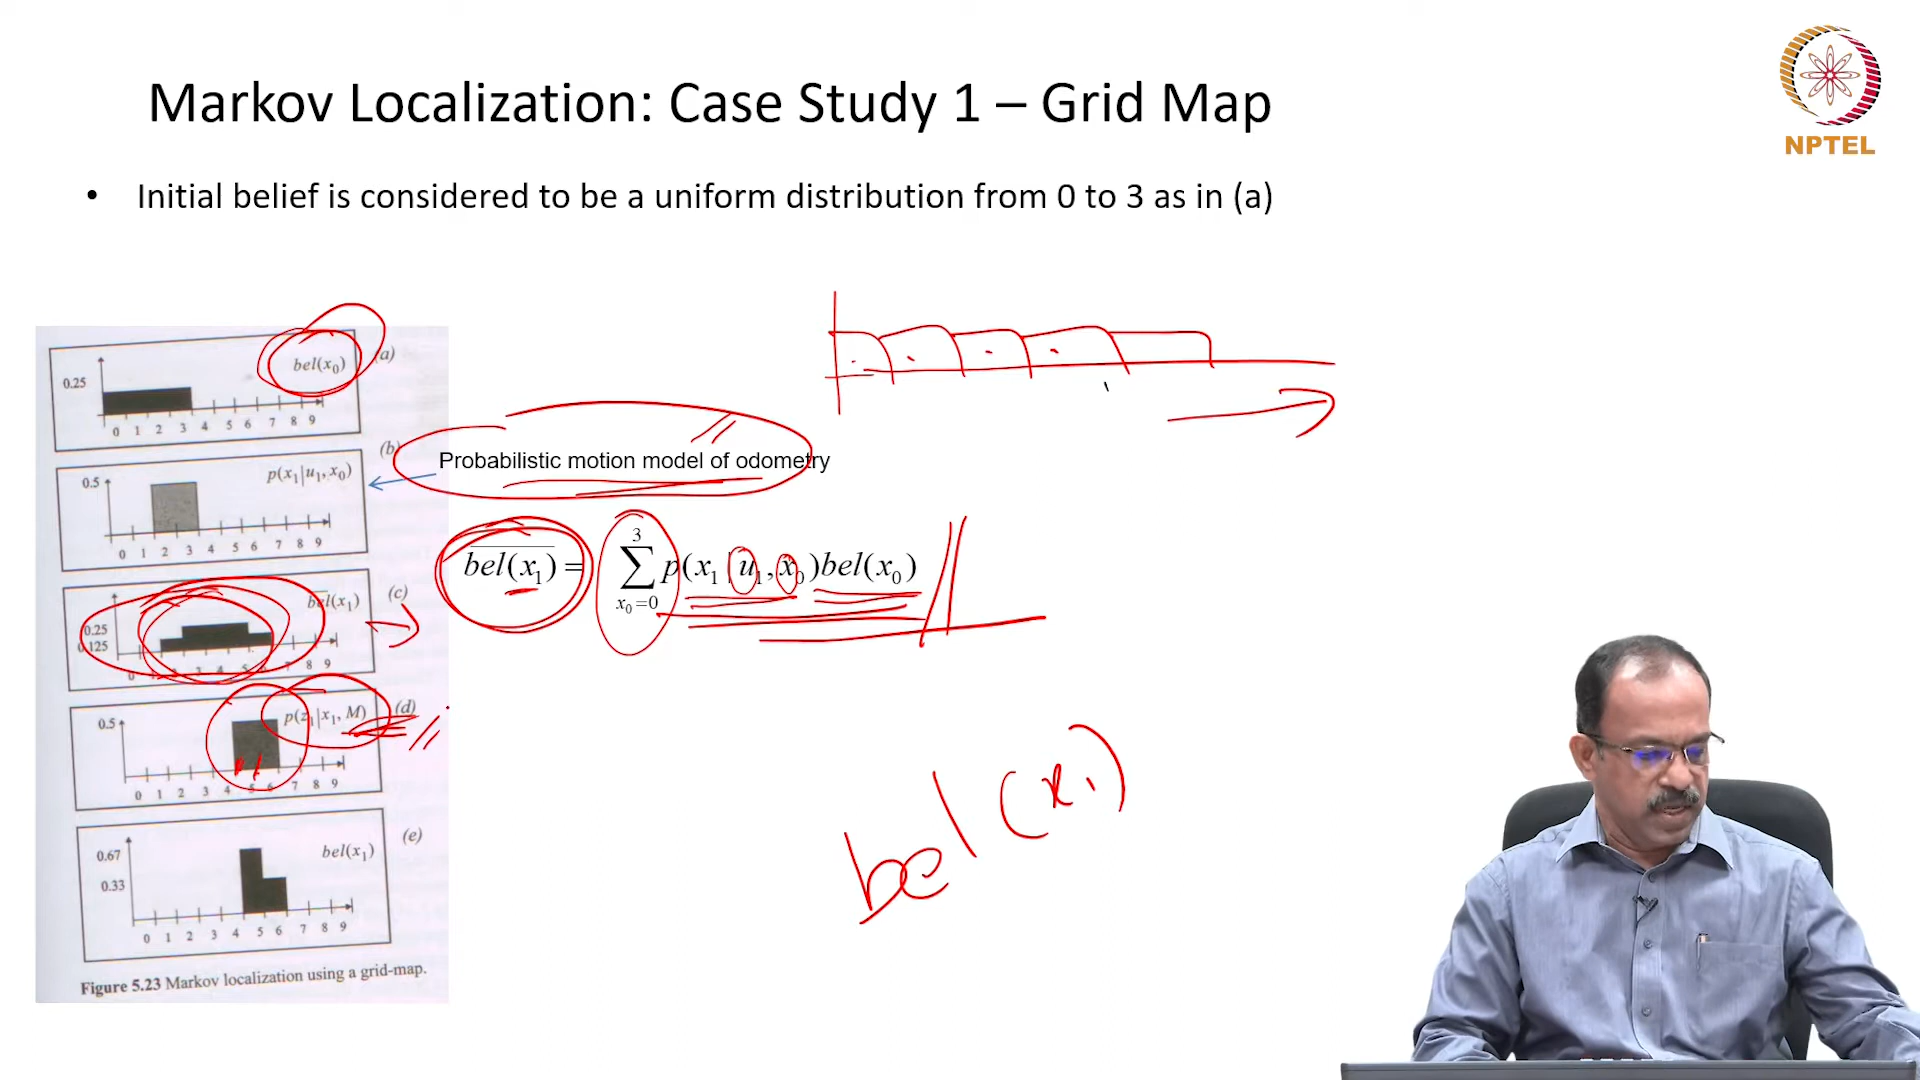 Markov Localization: Case Study 1 – Grid Map
NPTEL
• Initial belief is considered to be a uniform distribution from 0 to 3 as in (a)
bel(x0)
(a)
0.25
0 1 2 3 4 5 6 7 8 9
(b)
p(x1|u1, x0)
0.5
0 1 2 3 4 5 6 7 8 9
Probabilistic motion model of odometry
bel(x1) = ∑ p(x1 | u1, x0)bel(x0)
3
x0=0
bel(x1)
(c)
0.25
0.125
8 9
p(z1|x1, M)
(d)
0.5
0 1 2 3 4 5 6 7 8 9
bel(x1)
(e)
0.67
bel(x1)
0.33
0 1 2 3 4 5 6 7 8 9
Figure 5.23 Markov localization using a grid-map.